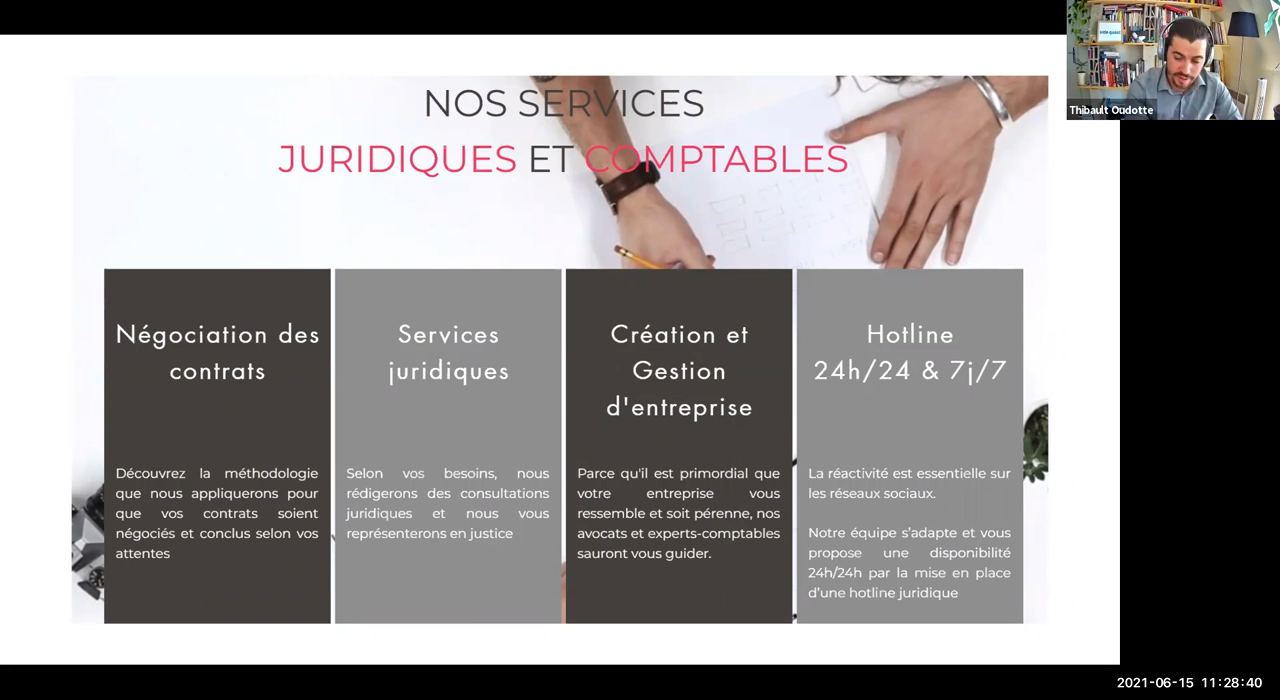 NOS SERVICES
JURIDIQUES ET COMPTABLES
Thibault Oudotte
Négociation des
contrats
Découvrez la méthodologie
que nous appliquerons pour
que vos contrats soient
négociés et conclus selon vos
attentes
Services
juridiques
Selon vos besoins, nous
rédigerons des consultations
juridiques et nous vous
représenterons en justice
Création et
Gestion
d'entreprise
Parce qu'il est primordial que
votre entreprise vous
ressemble et soit pérenne, nos
avocats et experts-comptables
sauront vous guider.
Hotline
24h/24 & 7j/7
La réactivité est essentielle sur
les réseaux sociaux.
Notre équipe s'adapte et vous
propose une disponibilité
24h/24h par la mise en place
d'une hotline juridique
2021-06-15 11:28:40